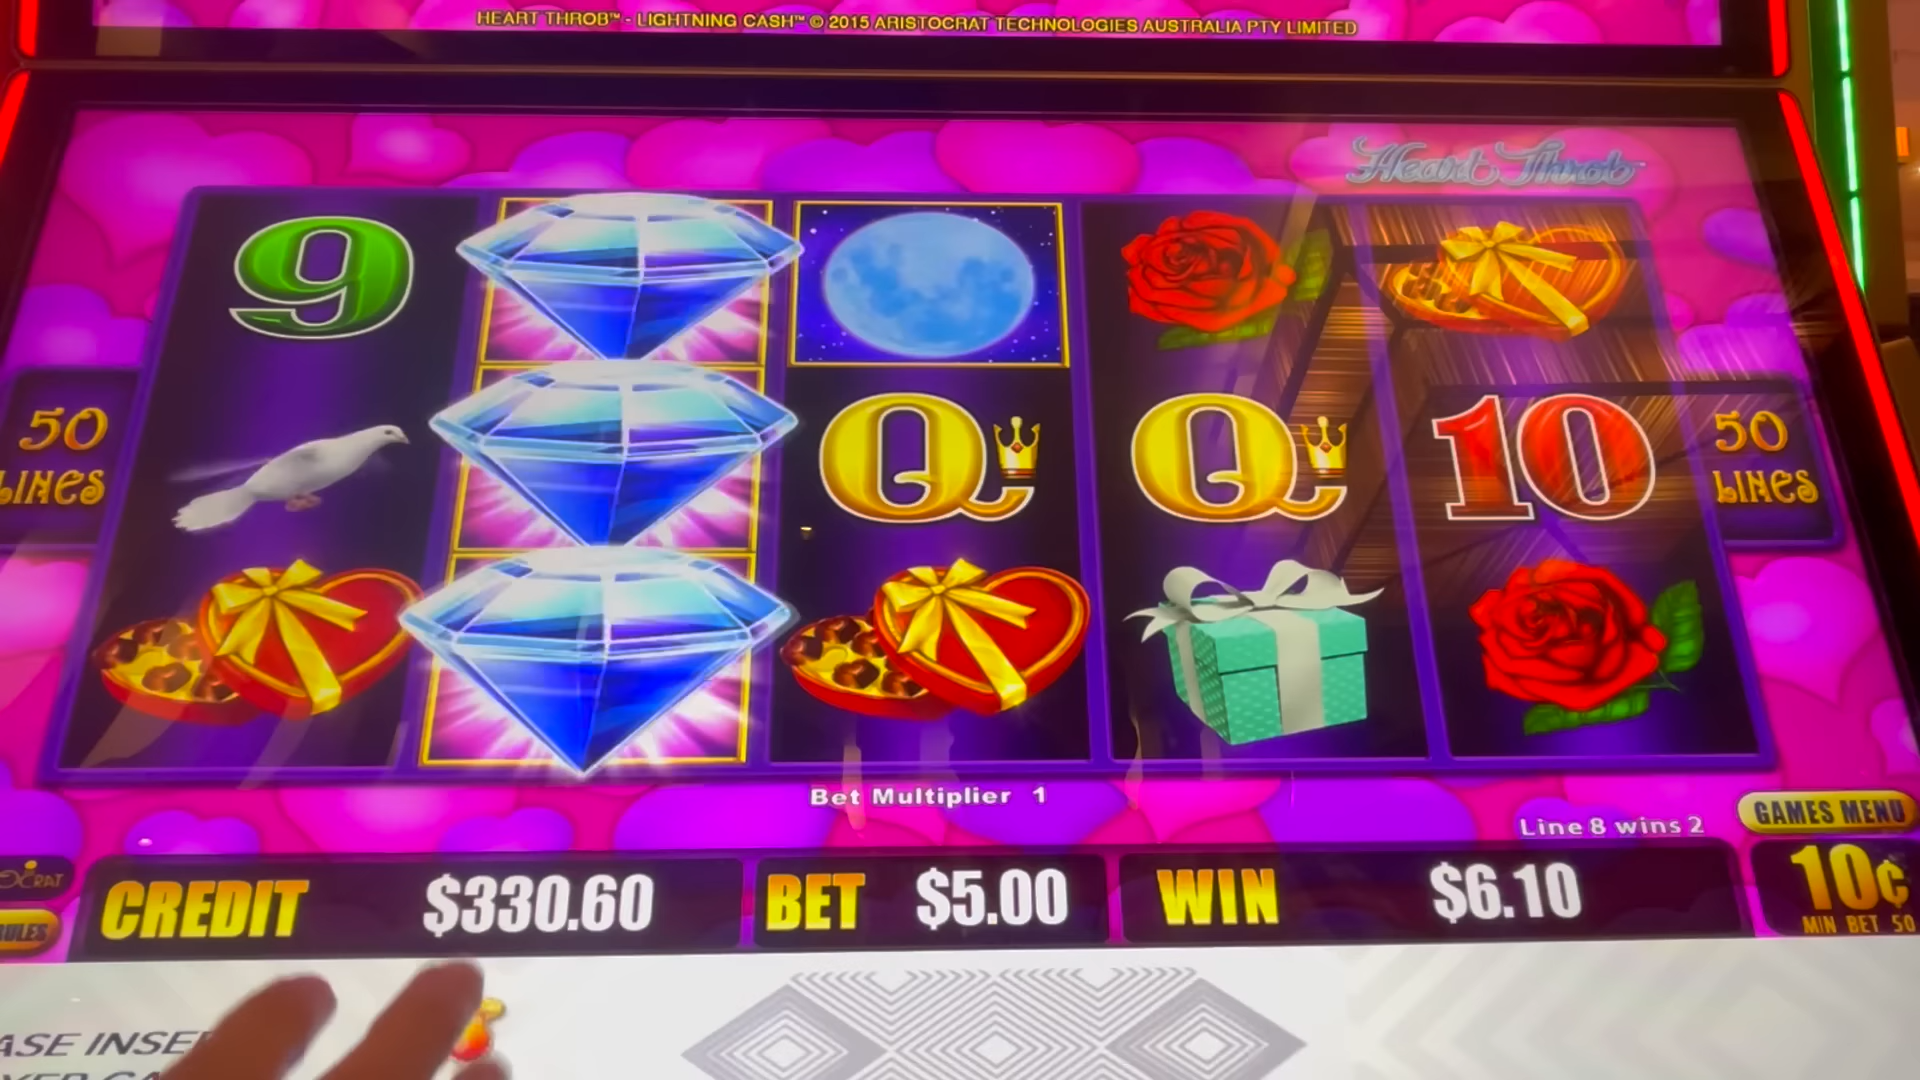 HEART THROB™ - LIGHTNING CASH™ © 2015 ARISTOCRAT TECHNOLOGIES AUSTRALIA PTY LIMITED
Heart Throb
9
Q Q 10
50 LINES
50 LINES
Bet Multiplier 1
Line 8 wins 2
GAMES MENU
CREDIT $330.60 BET $5.00 WIN $6.10
10¢
MIN BET 50
RULES